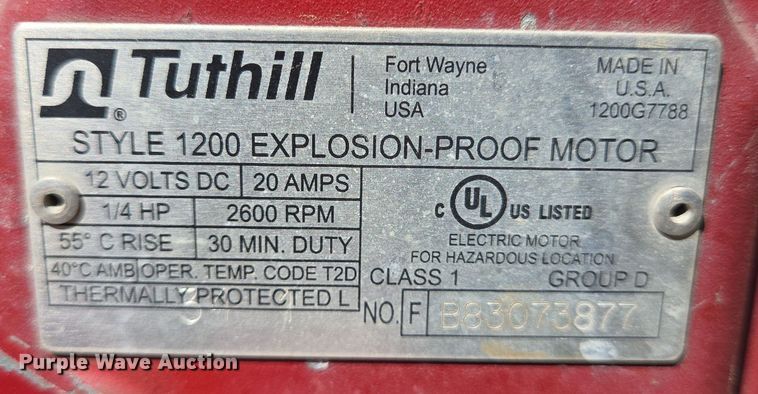 Tuthill
®
Fort Wayne
Indiana
USA
MADE IN
U.S.A.
1200G7788
STYLE 1200 EXPLOSION-PROOF MOTOR
12 VOLTS DC 20 AMPS
1/4 HP 2600 RPM
55° C RISE 30 MIN. DUTY
40°C AMB OPER. TEMP. CODE T2D
THERMALLY PROTECTED L
C UL US LISTED
ELECTRIC MOTOR
FOR HAZARDOUS LOCATION
CLASS 1 GROUP D
NO. F B83073877
Purple Wave Auction